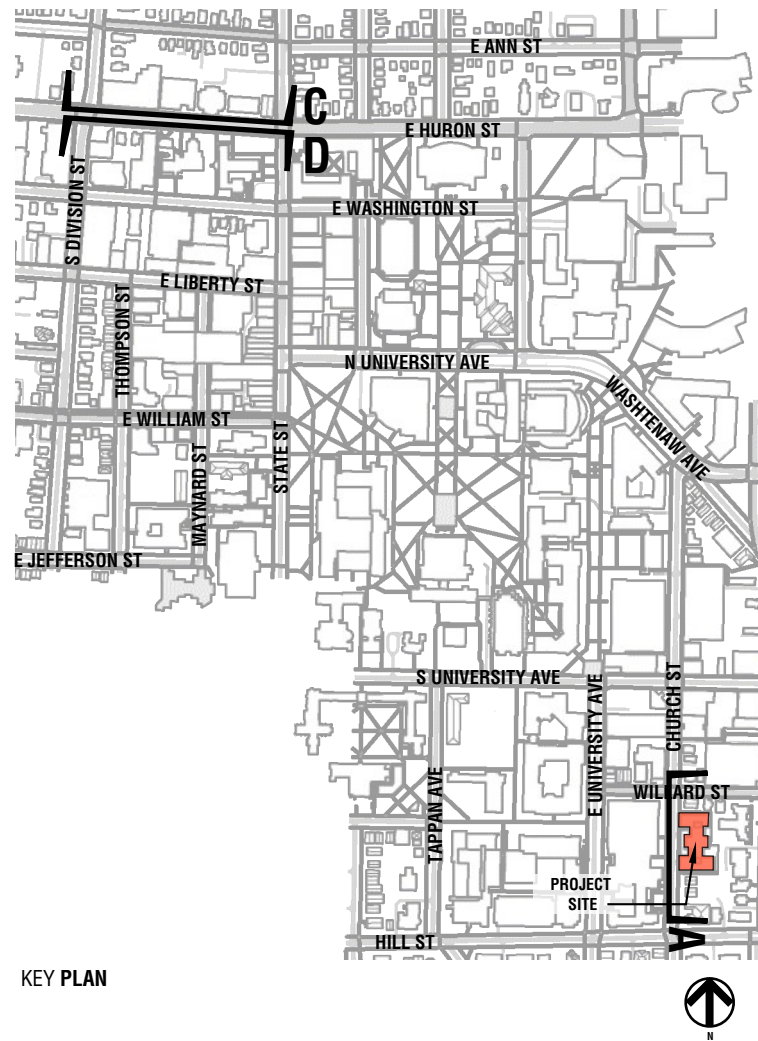 E ANN ST
C
E HURON ST
D
E WASHINGTON ST
S DIVISION ST
E LIBERTY ST
THOMPSON ST
N UNIVERSITY AVE
WASHTENAW AVE
E WILLIAM ST
STATE ST
MAYNARD ST
E JEFFERSON ST
S UNIVERSITY AVE
CHURCH ST
E UNIVERSITY AVE
TAPPAN AVE
WILLARD ST
PROJECT
SITE
A
HILL ST
KEY PLAN
N